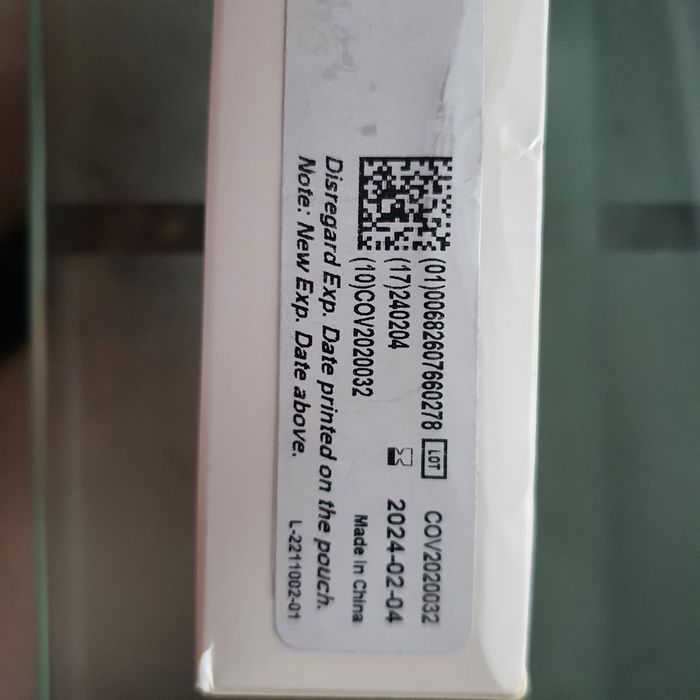 (01)00682607660278 LOT COV2020032
(17)240204 2024-02-04
(10)COV2020032 Made In China
Disregard Exp. Date printed on the pouch.
Note: New Exp. Date above. L-2211002-01